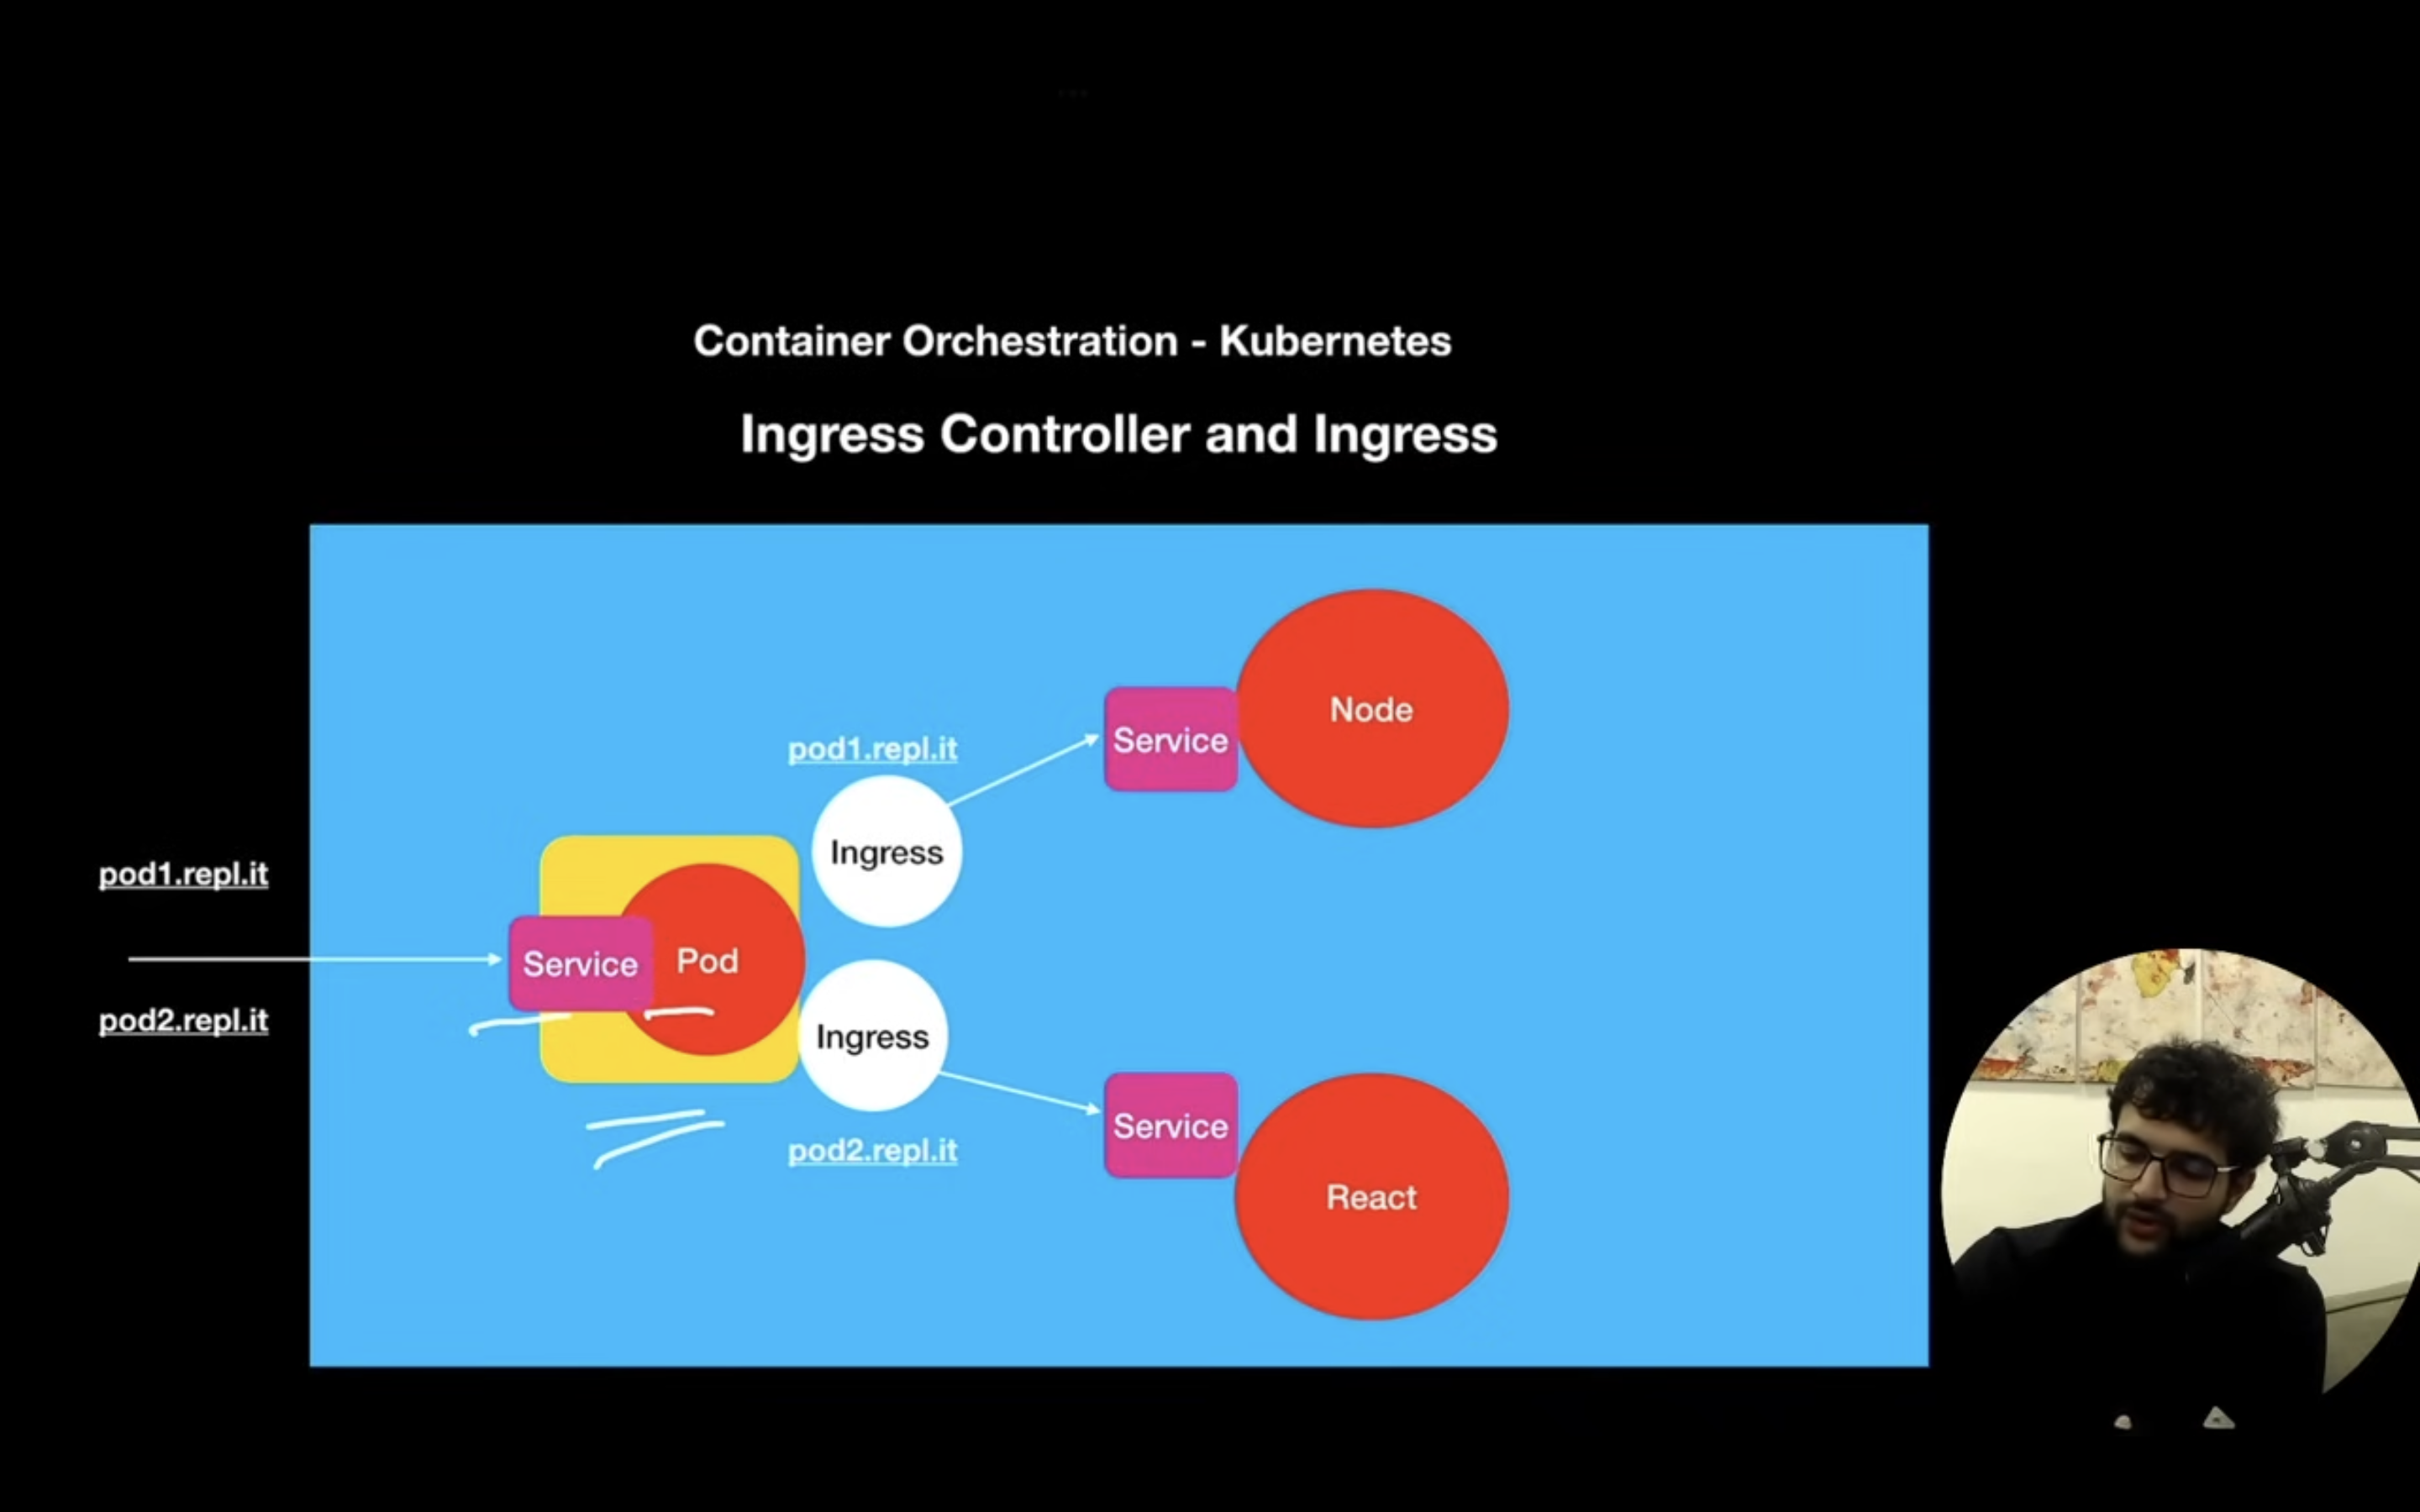 Container Orchestration - Kubernetes
Ingress Controller and Ingress
pod1.repl.it
pod2.repl.it
Service
Pod
pod1.repl.it
Ingress
Ingress
pod2.repl.it
Service
Node
Service
React